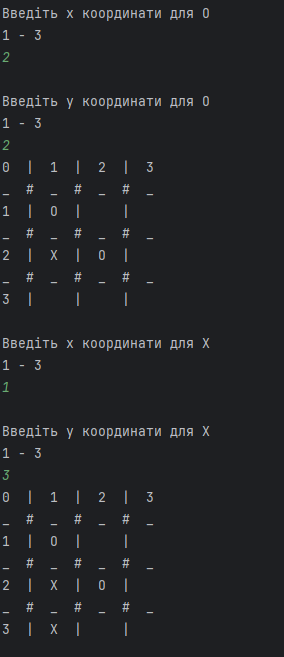 Введіть x координати для O
1 - 3
2
Введіть y координати для O
1 - 3
2
0 | 1 | 2 | 3
_ # _ # _ # _
1 | O |   |
_ # _ # _ # _
2 | X | O |
_ # _ # _ # _
3 |   |   |
Введіть x координати для X
1 - 3
1
Введіть y координати для X
1 - 3
3
0 | 1 | 2 | 3
_ # _ # _ # _
1 | O |   |
_ # _ # _ # _
2 | X | O |
_ # _ # _ # _
3 | X |   |